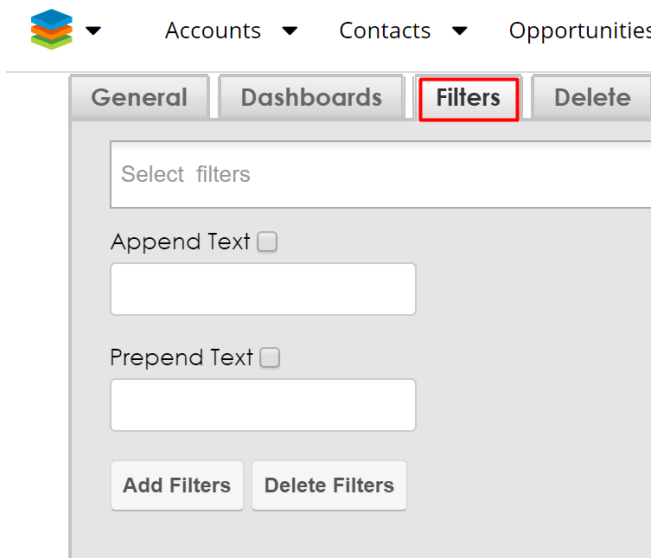 Accounts Contacts Opportunities
General Dashboards Filters Delete
Select filters
Append Text
Prepend Text
Add Filters Delete Filters